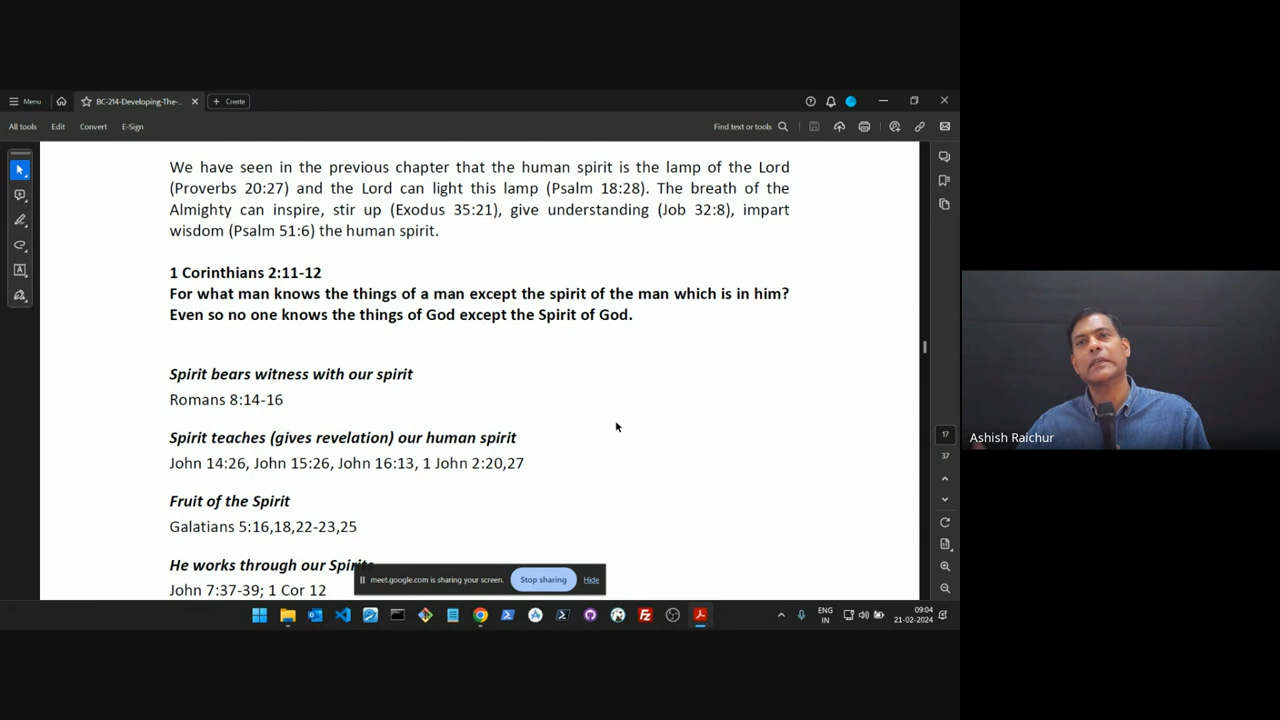 Menu
BC-214-Developing-The-...
Create
All tools
Edit
Convert
E-Sign
Find text or tools
We have seen in the previous chapter that the human spirit is the lamp of the Lord
(Proverbs 20:27) and the Lord can light this lamp (Psalm 18:28). The breath of the
Almighty can inspire, stir up (Exodus 35:21), give understanding (Job 32:8), impart
wisdom (Psalm 51:6) the human spirit.
1 Corinthians 2:11-12
For what man knows the things of a man except the spirit of the man which is in him?
Even so no one knows the things of God except the Spirit of God.
Spirit bears witness with our spirit
Romans 8:14-16
Spirit teaches (gives revelation) our human spirit
John 14:26, John 15:26, John 16:13, 1 John 2:20,27
Fruit of the Spirit
Galatians 5:16,18,22-23,25
He works through our Spirits
John 7:37-39; 1 Cor 12
17
37
meet.google.com is sharing your screen.
Stop sharing
Hide
Ashish Raichur
ENG
IN
09:04
21-02-2024